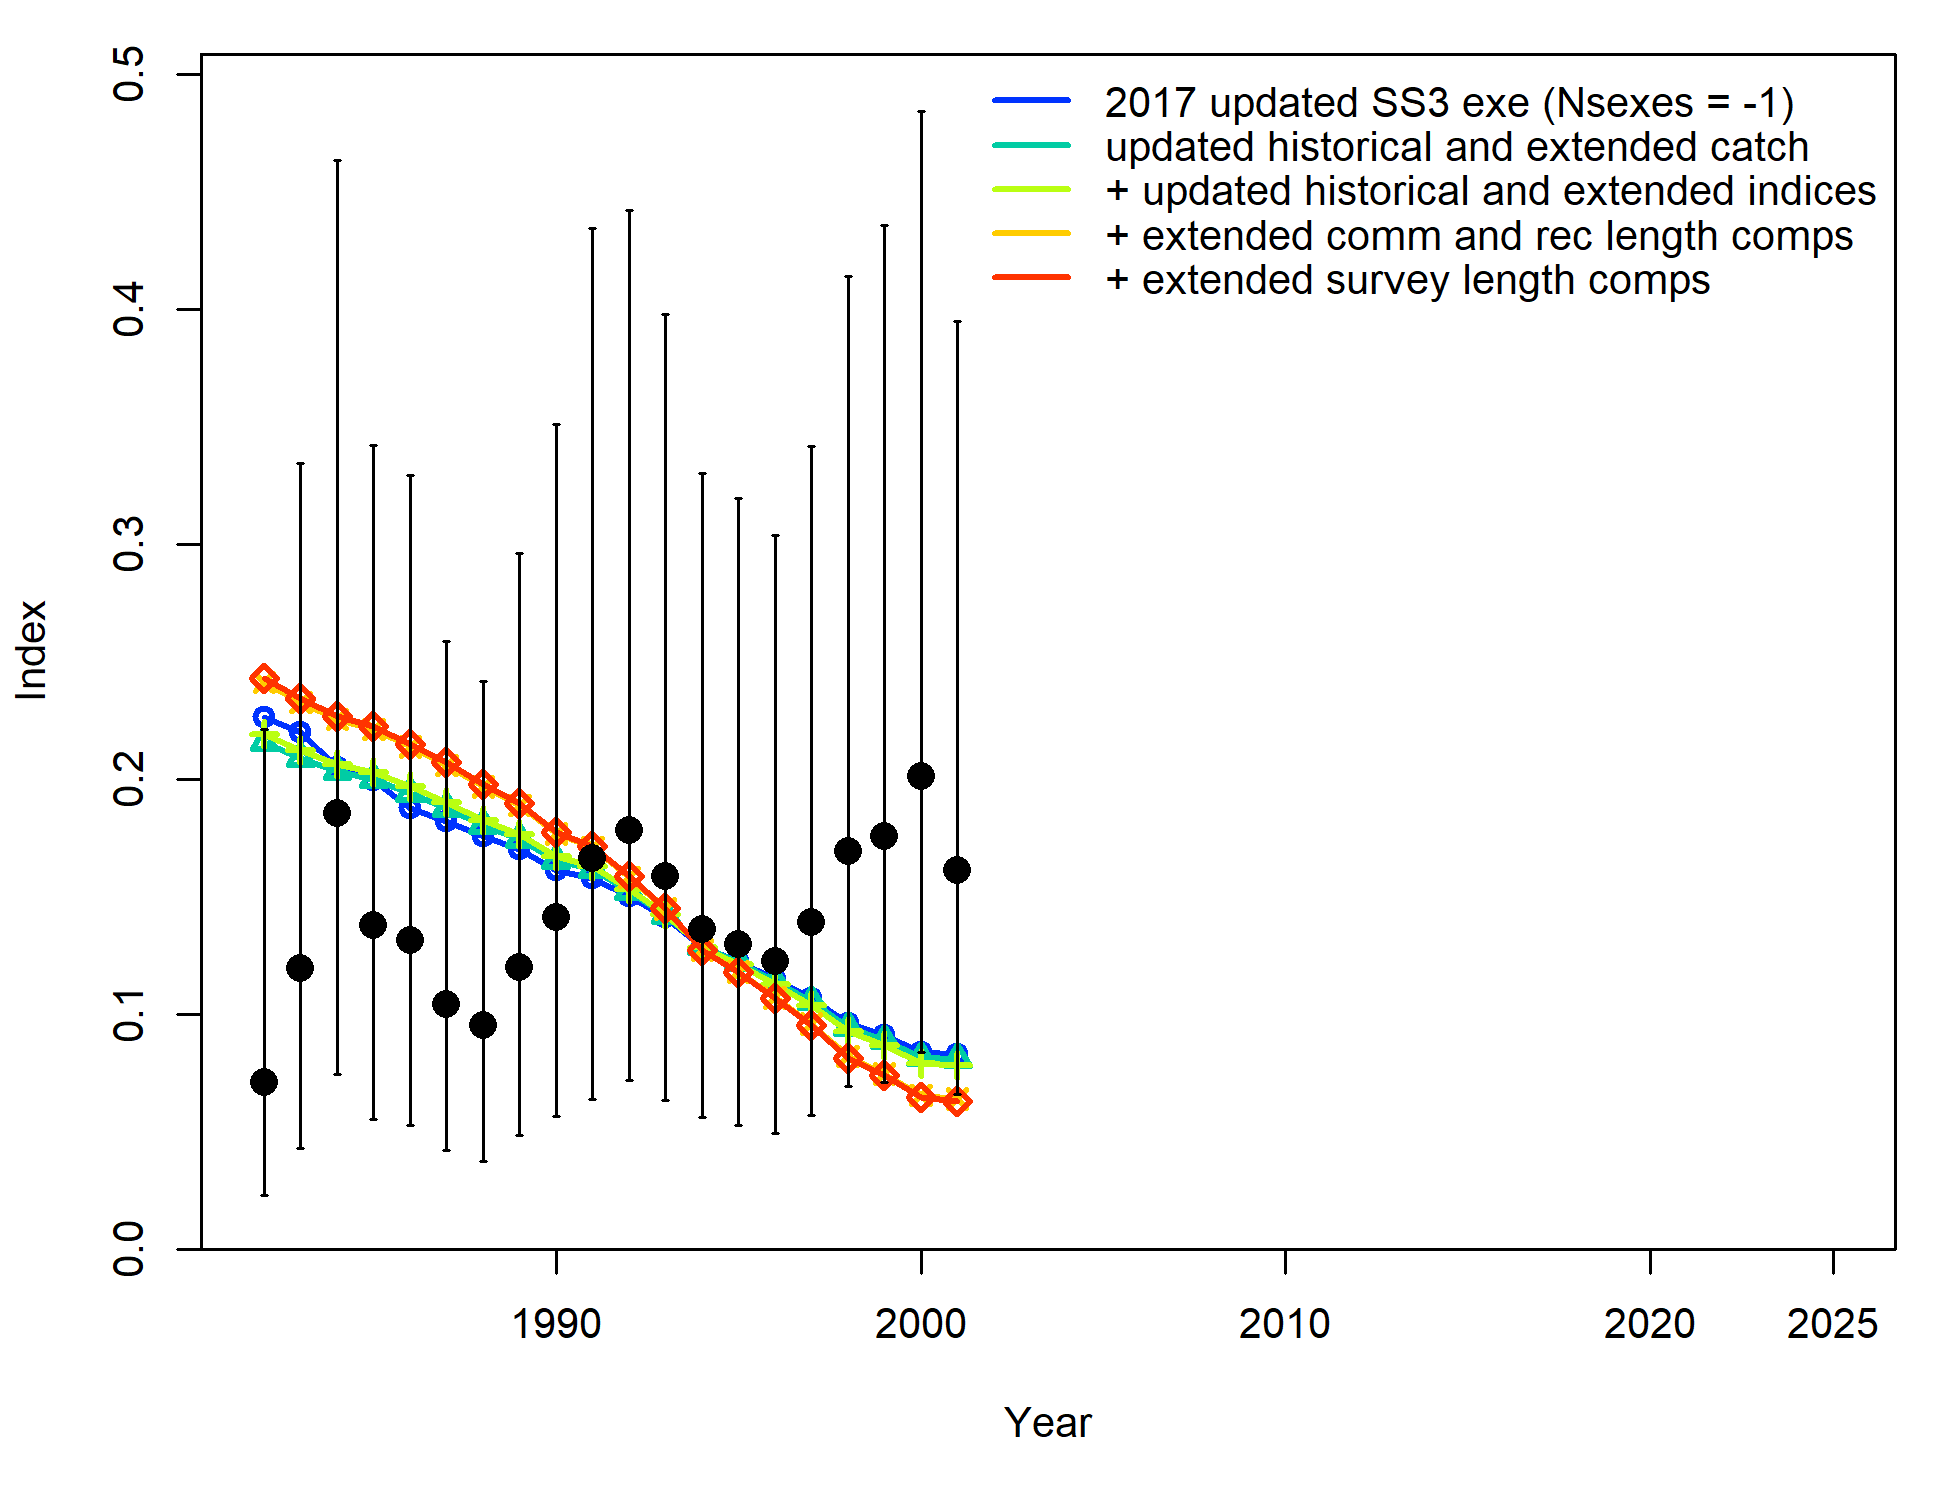 2017 updated SS3 exe (Nsexes = -1)
updated historical and extended catch
+ updated historical and extended indices
+ extended comm and rec length comps
+ extended survey length comps
0.5
0.4
0.3
0.2
0.1
0.0
Index
1990 2000 2010 2020 2025
Year